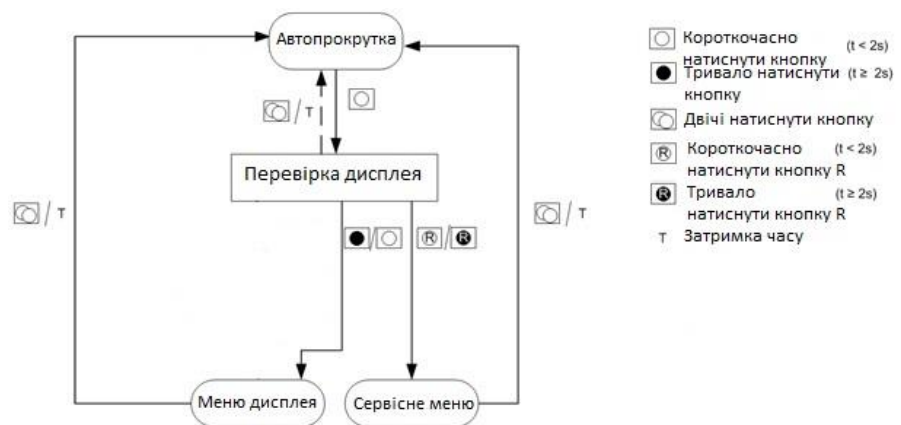 Автопрокрутка
/ T
Перевірка дисплея
/ T
/
R / R
/ T
Меню дисплея
Сервісне меню
Короткочасно (t < 2s)
натиснути кнопку
Тривало натиснути (t ≥ 2s)
кнопку
Двічі натиснути кнопку
R Короткочасно (t < 2s)
натиснути кнопку R
R Тривало (t ≥ 2s)
натиснути кнопку R
T Затримка часу